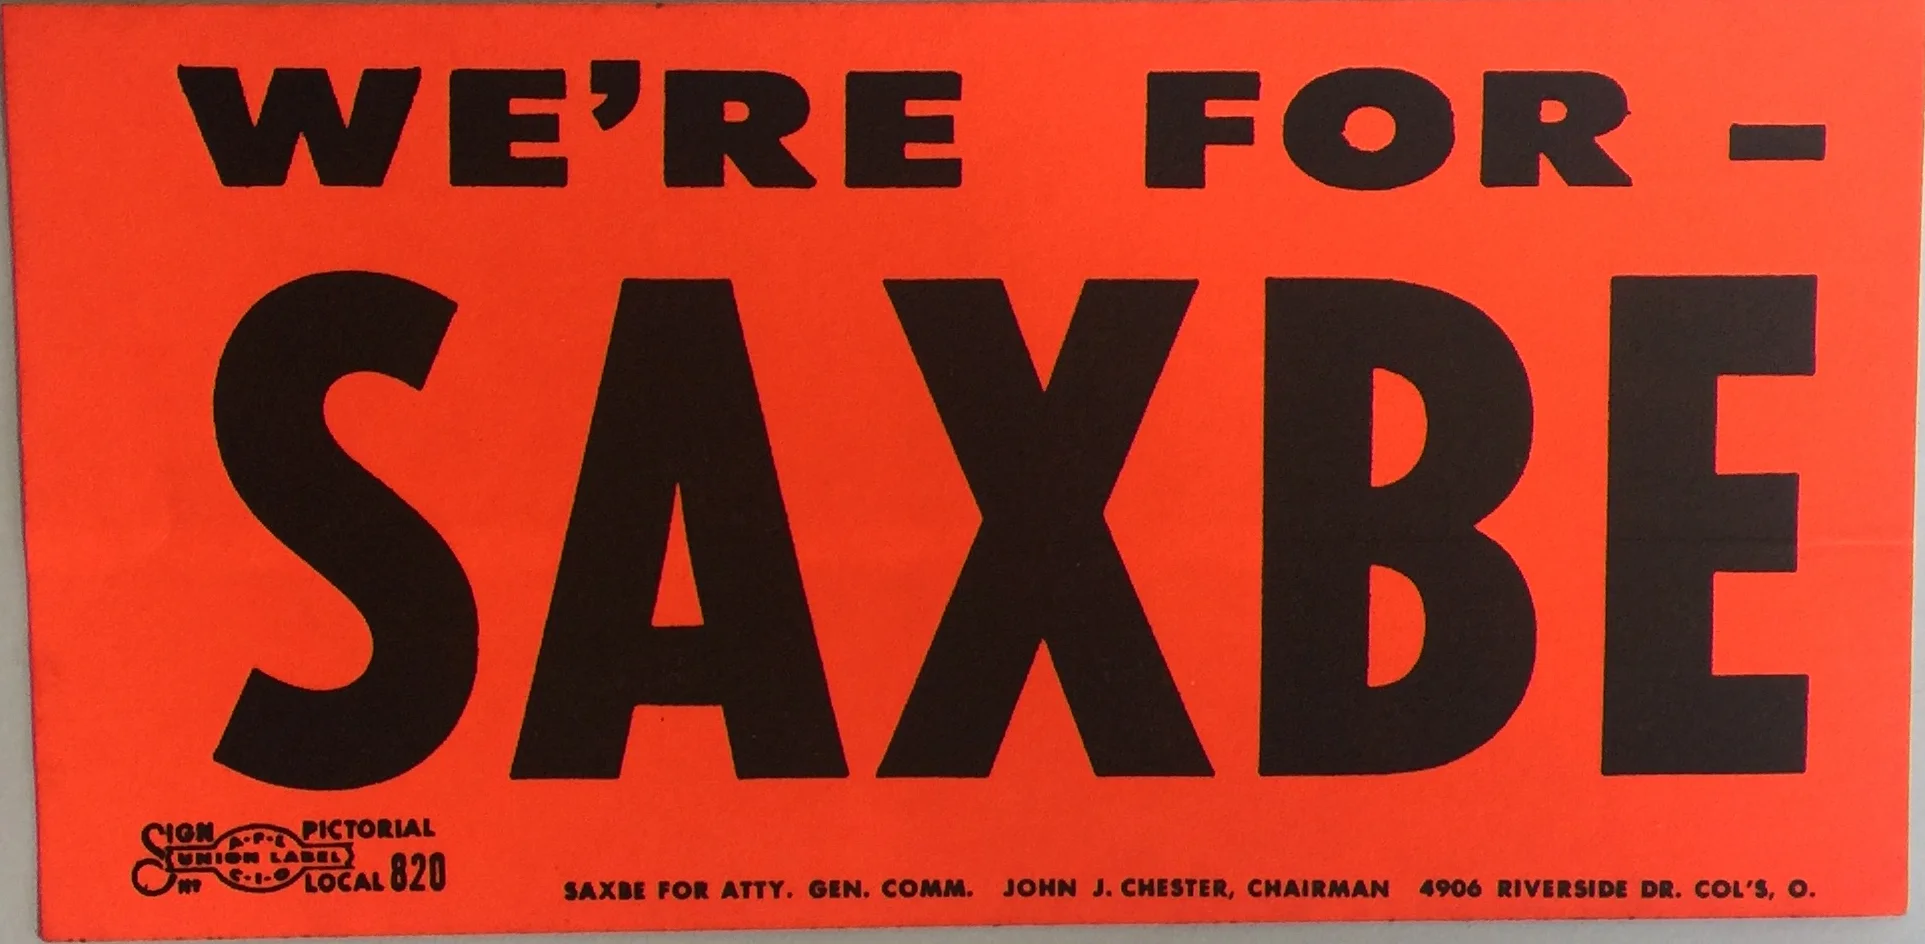 WE'RE FOR -
SAXBE
SIGN PICTORIAL
A-F-L
UNION LABEL
C-I-O
LOCAL 820
SAXBE FOR ATTY. GEN. COMM. JOHN J. CHESTER, CHAIRMAN 4906 RIVERSIDE DR. COL'S, O.